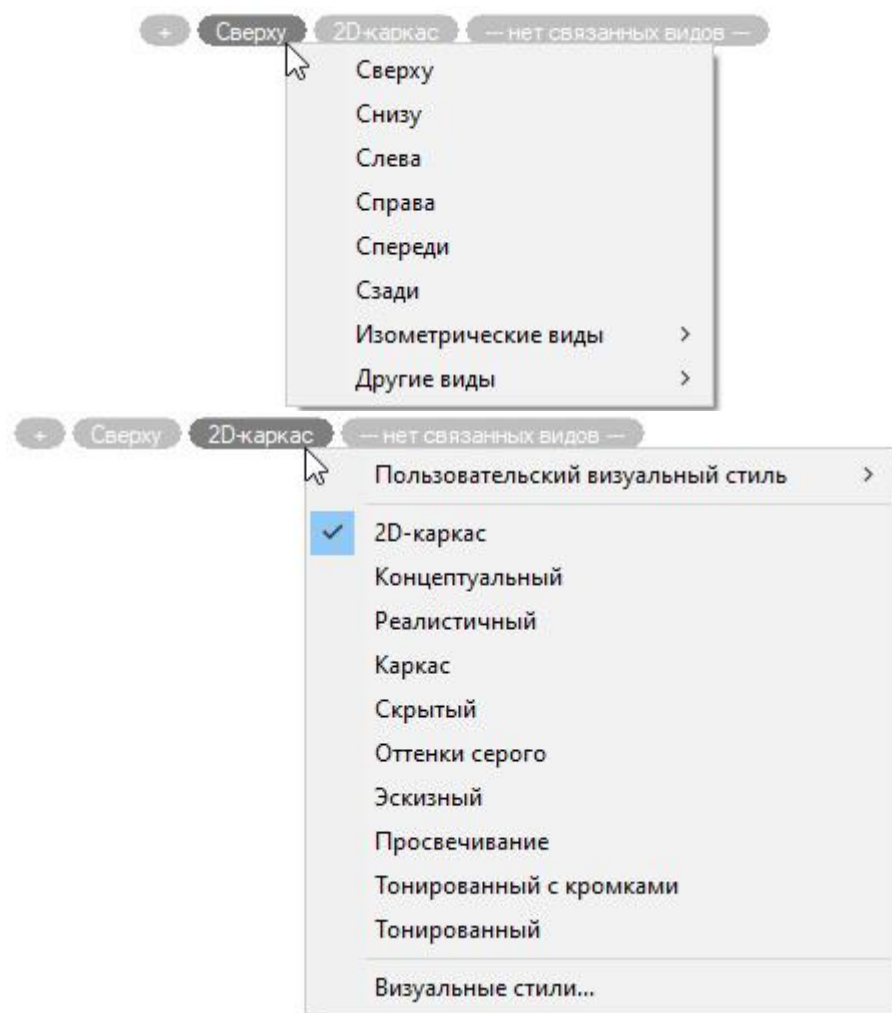 + Сверху 2D-каркас — нет связанных видов —
Сверху
Снизу
Слева
Справа
Спереди
Сзади
Изометрические виды
Другие виды
+ Сверху 2D-каркас — нет связанных видов —
Пользовательский визуальный стиль
2D-каркас
Концептуальный
Реалистичный
Каркас
Скрытый
Оттенки серого
Эскизный
Просвечивание
Тонированный с кромками
Тонированный
Визуальные стили...